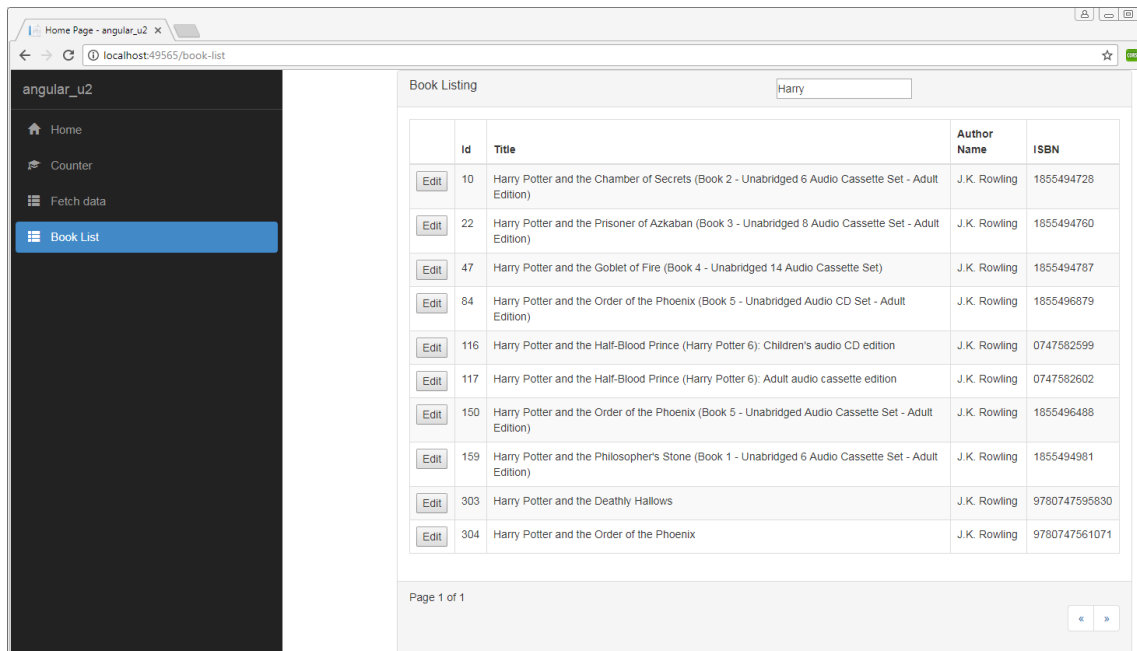 Home Page - angular_u2
localhost:49565/book-list
angular_u2
Home
Counter
Fetch data
Book List
Book Listing
Harry
Id Title Author Name ISBN
Edit 10 Harry Potter and the Chamber of Secrets (Book 2 - Unabridged 6 Audio Cassette Set - Adult J.K. Rowling 1855494728
Edition)
Edit 22 Harry Potter and the Prisoner of Azkaban (Book 3 - Unabridged 8 Audio Cassette Set - Adult J.K. Rowling 1855494760
Edition)
Edit 47 Harry Potter and the Goblet of Fire (Book 4 - Unabridged 14 Audio Cassette Set) J.K. Rowling 1855494787
Edit 84 Harry Potter and the Order of the Phoenix (Book 5 - Unabridged Audio CD Set - Adult J.K. Rowling 1855496879
Edition)
Edit 116 Harry Potter and the Half-Blood Prince (Harry Potter 6): Children's audio CD edition J.K. Rowling 0747582599
Edit 117 Harry Potter and the Half-Blood Prince (Harry Potter 6): Adult audio cassette edition J.K. Rowling 0747582602
Edit 150 Harry Potter and the Order of the Phoenix (Book 5 - Unabridged Audio Cassette Set - Adult J.K. Rowling 1855496488
Edition)
Edit 159 Harry Potter and the Philosopher's Stone (Book 1 - Unabridged 6 Audio Cassette Set - Adult J.K. Rowling 1855494981
Edition)
Edit 303 Harry Potter and the Deathly Hallows J.K. Rowling 9780747595830
Edit 304 Harry Potter and the Order of the Phoenix J.K. Rowling 9780747561071
Page 1 of 1
« »